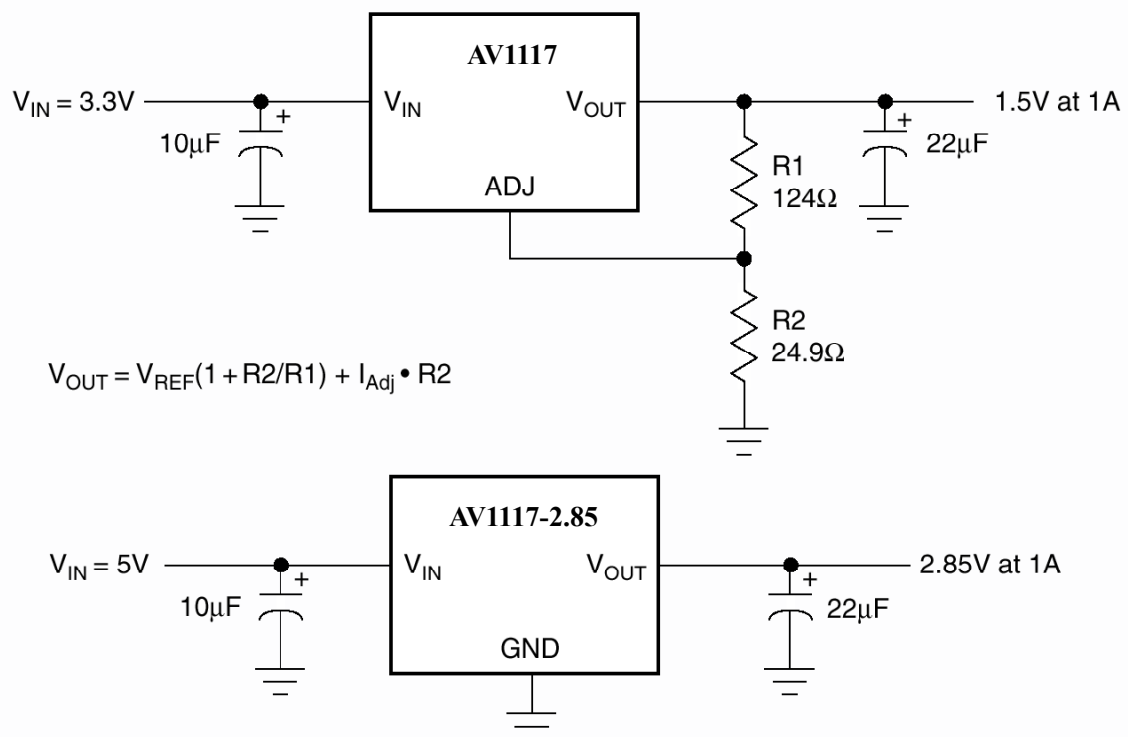 AV1117
V_IN = 3.3V
V_IN
V_OUT
1.5V at 1A
+
10μF
+
22μF
ADJ
R1
124Ω
R2
24.9Ω
V_OUT = V_REF(1 + R2/R1) + I_Adj • R2
AV1117-2.85
V_IN = 5V
V_IN
V_OUT
2.85V at 1A
+
10μF
+
22μF
GND